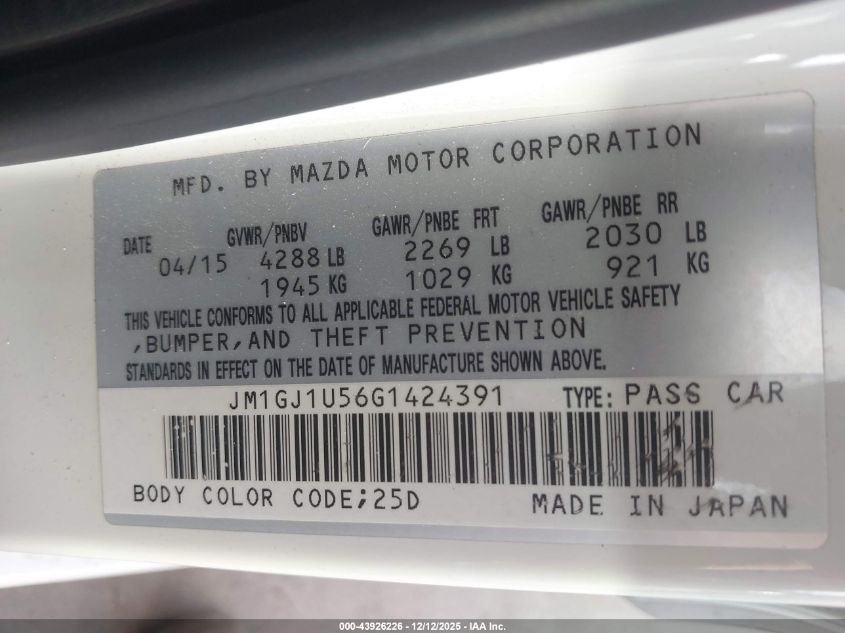 MFD. BY MAZDA MOTOR CORPORATION
DATE GVWR/PNBV GAWR/PNBE FRT GAWR/PNBE RR
04/15 4288 LB 2269 LB 2030 LB
1945 KG 1029 KG 921 KG
THIS VEHICLE CONFORMS TO ALL APPLICABLE FEDERAL MOTOR VEHICLE SAFETY
,BUMPER,AND THEFT PREVENTION
STANDARDS IN EFFECT ON THE DATE OF MANUFACTURE SHOWN ABOVE.
JM1GJ1U56G1424391 TYPE: PASS CAR
BODY COLOR CODE;25D MADE IN JAPAN
000-43926226 - 12/12/2025 - IAA Inc.